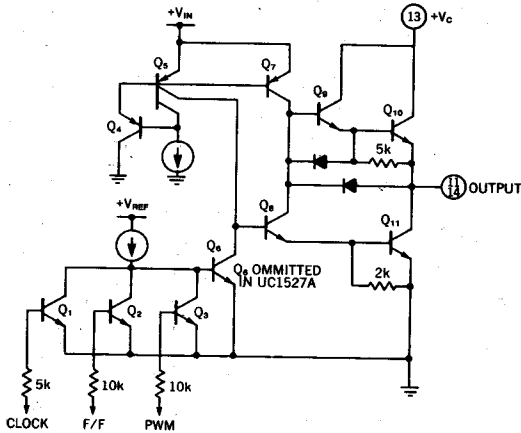 +VIN
13 +VC
Q5
Q7
Q9
Q10
Q4
5k
11
14 OUTPUT
+VREF
Q8
Q11
Q6
Q6 OMMITTED
IN UC1527A
2k
Q1
Q2
Q3
5k
10k
10k
CLOCK
F/F
PWM